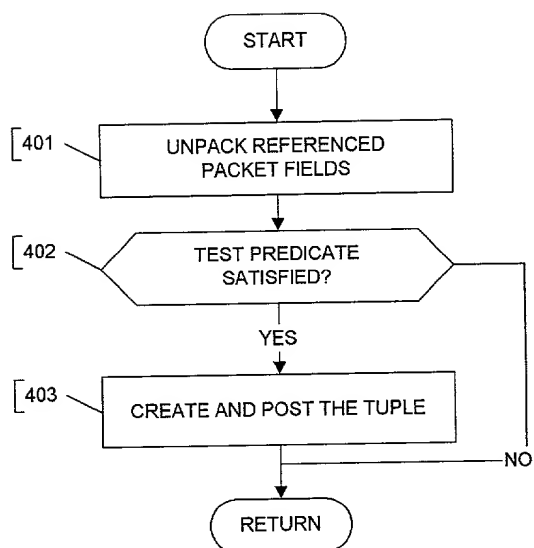 START
401
UNPACK REFERENCED
PACKET FIELDS
402
TEST PREDICATE
SATISFIED?
YES
403
CREATE AND POST THE TUPLE
NO
RETURN